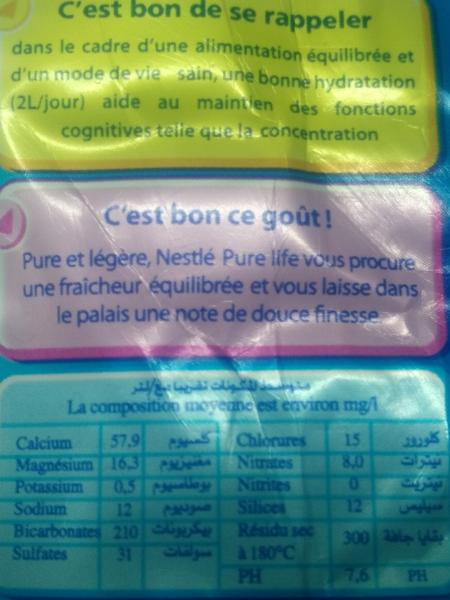 C'est bon de se rappeler
dans le cadre d'une alimentation équilibrée et
d'un mode de vie sain, une bonne hydratation
(2L/jour) aide au maintien des fonctions
cognitives telle que la concentration
C'est bon ce goût !
Pure et légère, Nestlé Pure life vous procure
une fraîcheur équilibrée et vous laisse dans
le palais une note de douce finesse.
La composition moyenne est environ mg/l
Calcium 57,9 كلسيوم Chlorures 15 كلورور
Magnésium 16,3 مغنيزيوم Nitrates 8,0 نيترات
Potassium 0,5 بوطاسيوم Nitrites 0 نيتريت
Sodium 12 صوديوم Silices 12 سيليس
Bicarbonates 210 بيكربونات Résidu sec à 180°C 300 بقايا جافة
Sulfates 31 سولفات
PH 7,6 PH